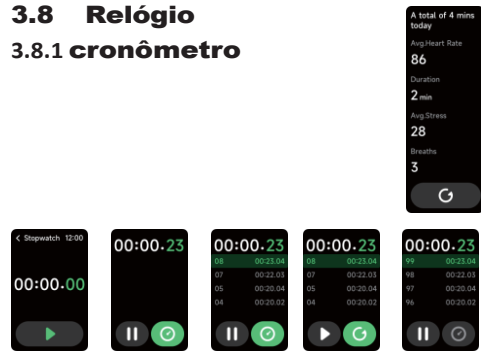 3.8 Relógio
3.8.1 cronômetro
A total of 4 mins
today
Avg.Heart Rate
86
Duration
2 min
Avg.Stress
28
Breaths
3
< Stopwatch 12:00
00:00.00
00:00.23
00:00.23
08 00:23.04
07 00:22.03
05 00:20.04
04 00:20.02
00:00.23
08 00:23.04
07 00:22.03
05 00:20.04
04 00:20.02
00:00.23
99 00:23.04
98 00:22.03
97 00:20.04
96 00:20.02